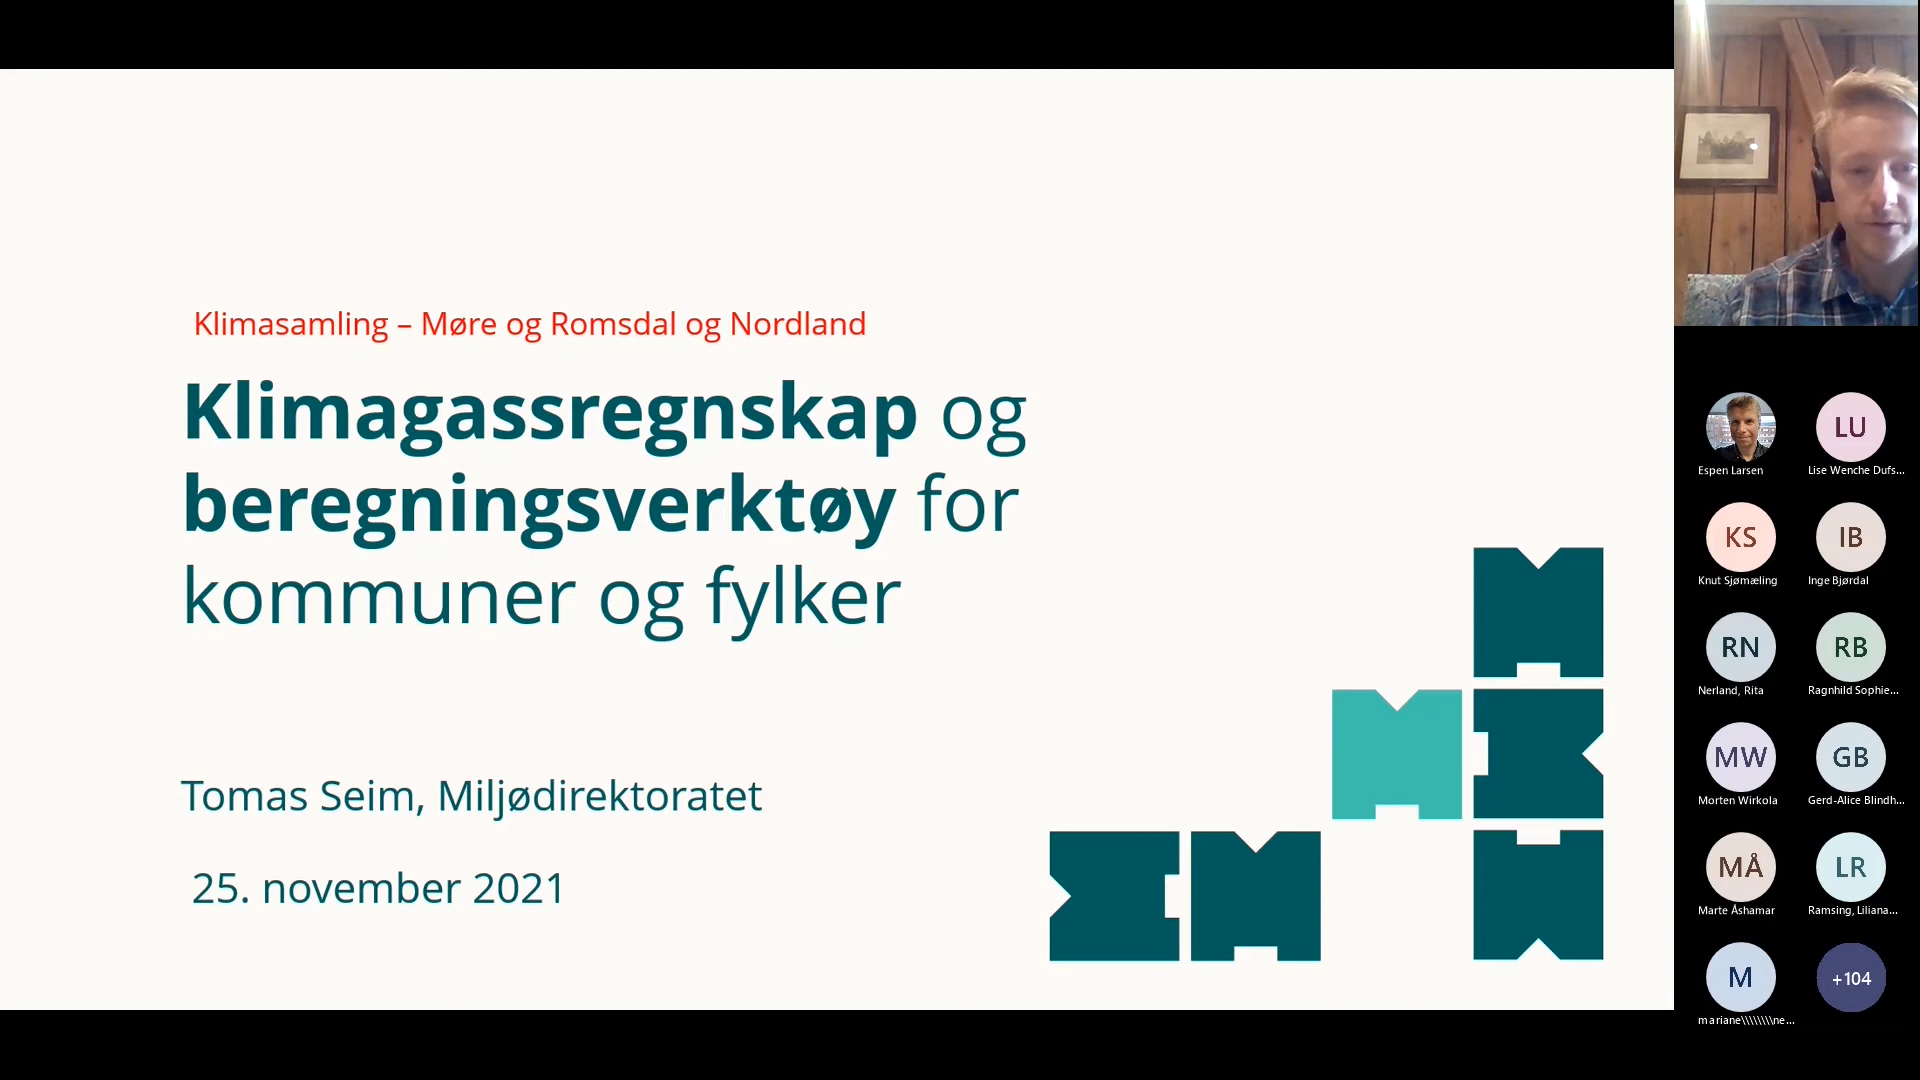 Klimasamling – Møre og Romsdal og Nordland
Klimagassregnskap og
beregningsverktøy for
kommuner og fylker
Tomas Seim, Miljødirektoratet
25. november 2021
Espen Larsen
LU
Lise Wenche Dufs...
KS
Knut Sjømæling
IB
Inge Bjørdal
RN
Nerland, Rita
RB
Ragnhild Sophie...
MW
Morten Wirkola
GB
Gerd-Alice Blindh...
MÅ
Marte Åshamar
LR
Ramsing, Liliana...
M
mariane\\\\\\\\ne...
+104